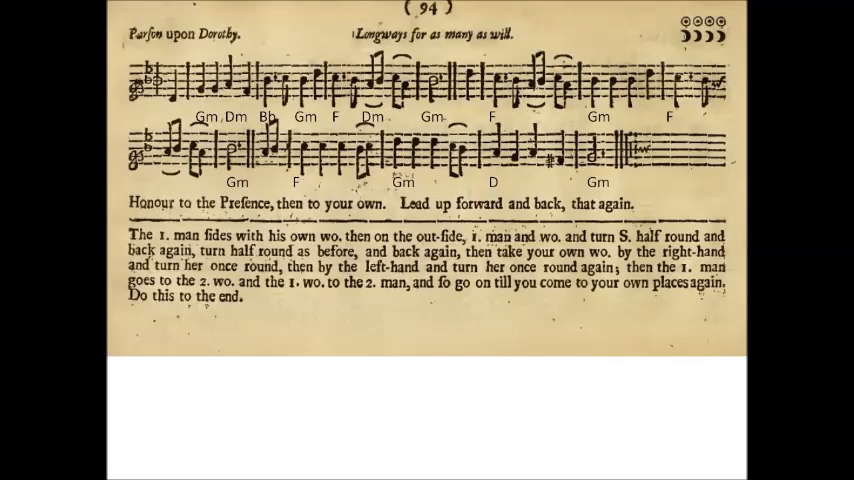 ( 94 )
Parſon upon Dorothy. Longways for as many as will.
Gm Dm Bb Gm F Dm Gm F Gm F
Gm F Gm D Gm
Honour to the Preſence, then to your own. Lead up forward and back, that again.
The 1. man ſides with his own wo. then on the out-ſide, 1. man and wo. and turn S. half round and
back again, turn half round as before, and back again, then take your own wo. by the right-hand
and turn her once round, then by the left-hand and turn her once round again; then the 1. man
goes to the 2. wo. and the 1. wo. to the 2. man, and ſo go on till you come to your own places again.
Do this to the end.